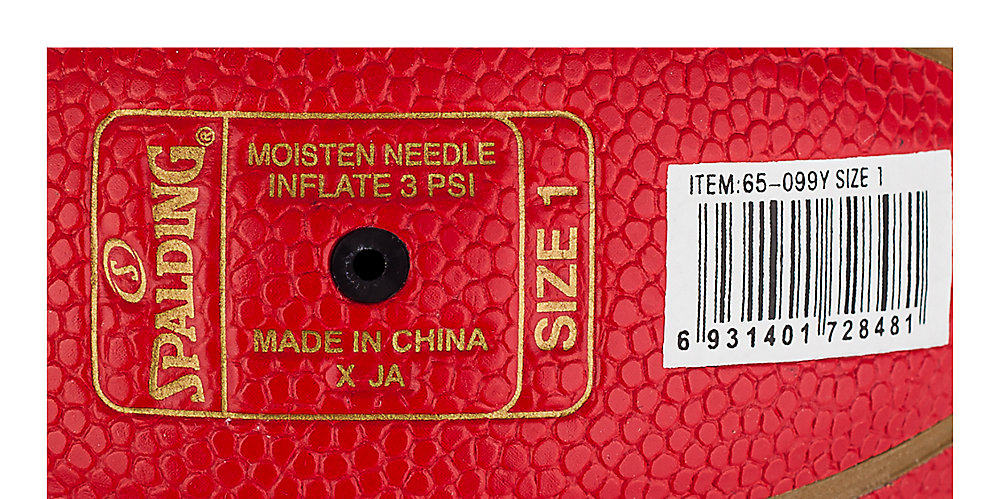 S SPALDING®
MOISTEN NEEDLE
INFLATE 3 PSI
MADE IN CHINA
X JA
SIZE 1
ITEM:65-099Y SIZE 1
6 931401 728481